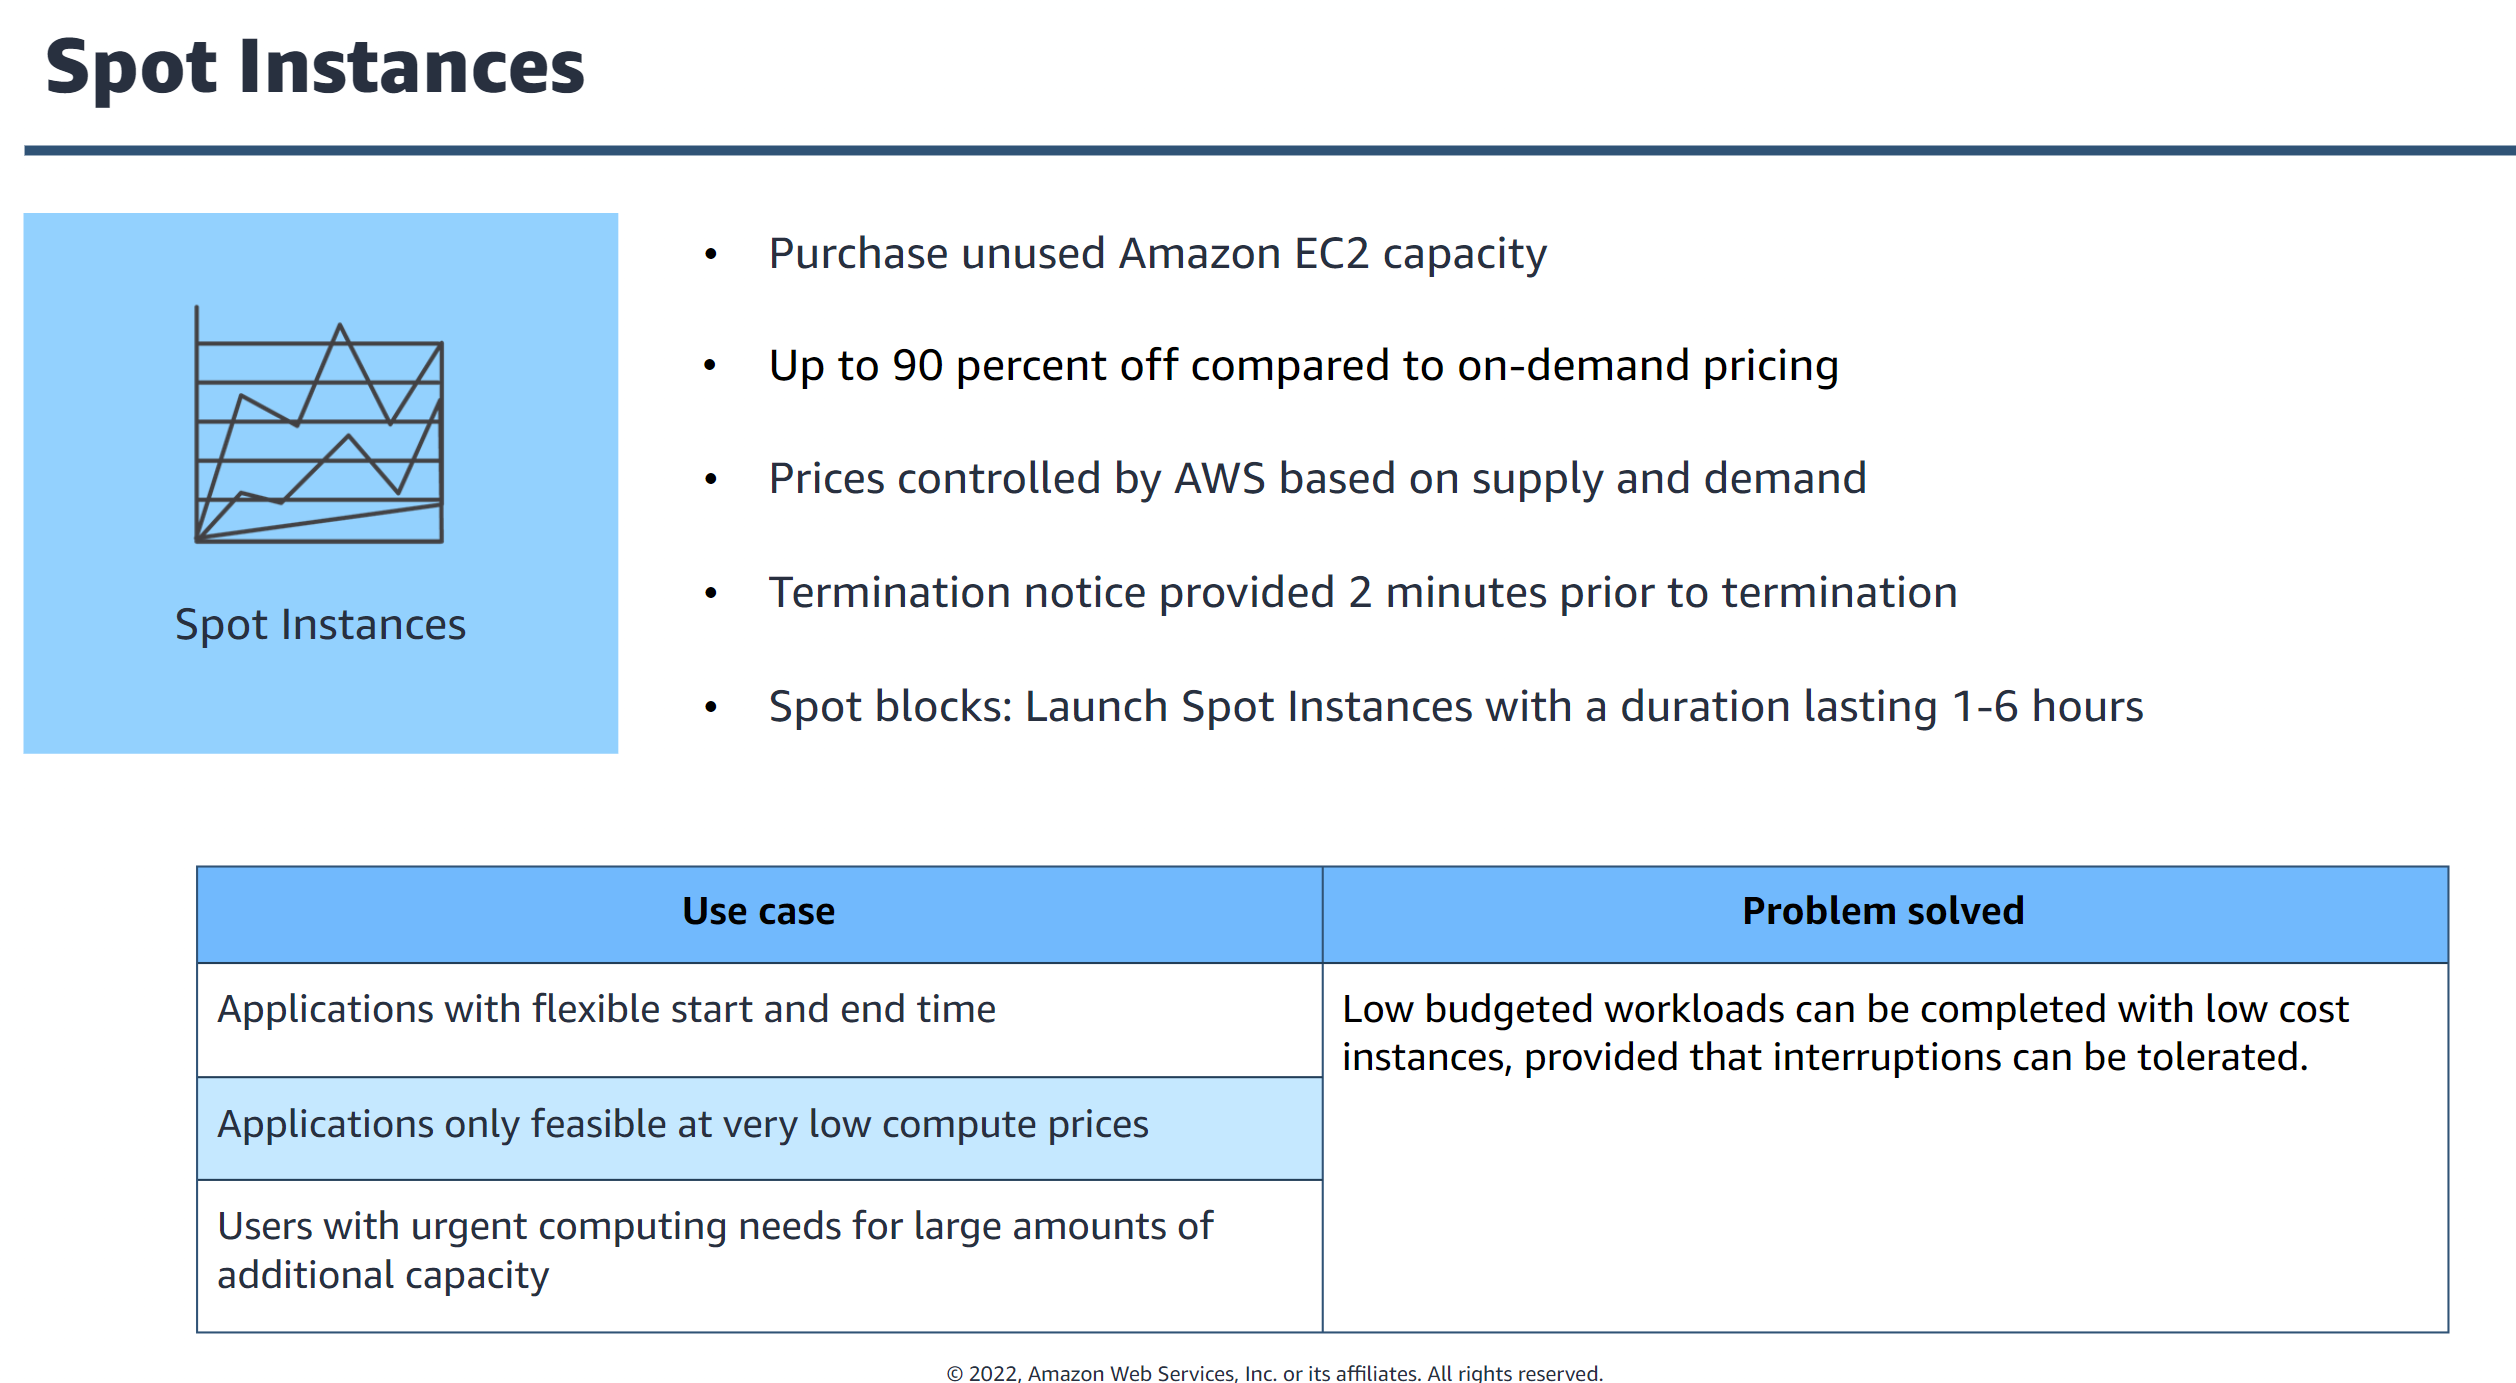 Spot Instances
Spot Instances
• Purchase unused Amazon EC2 capacity
• Up to 90 percent off compared to on-demand pricing
• Prices controlled by AWS based on supply and demand
• Termination notice provided 2 minutes prior to termination
• Spot blocks: Launch Spot Instances with a duration lasting 1-6 hours
Use case
Problem solved
Applications with flexible start and end time
Low budgeted workloads can be completed with low cost
instances, provided that interruptions can be tolerated.
Applications only feasible at very low compute prices
Users with urgent computing needs for large amounts of
additional capacity
© 2022, Amazon Web Services, Inc. or its affiliates. All rights reserved.